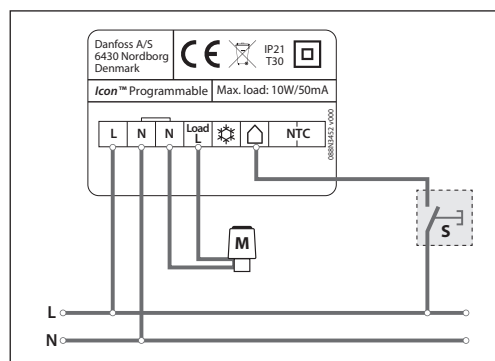 Danfoss A/S
6430 Nordborg
Denmark
CE
IP21
T30
Icon™ Programmable
Max. load: 10W/50mA
L N N Load L NTC
088N3452 v000
M
S
L
N